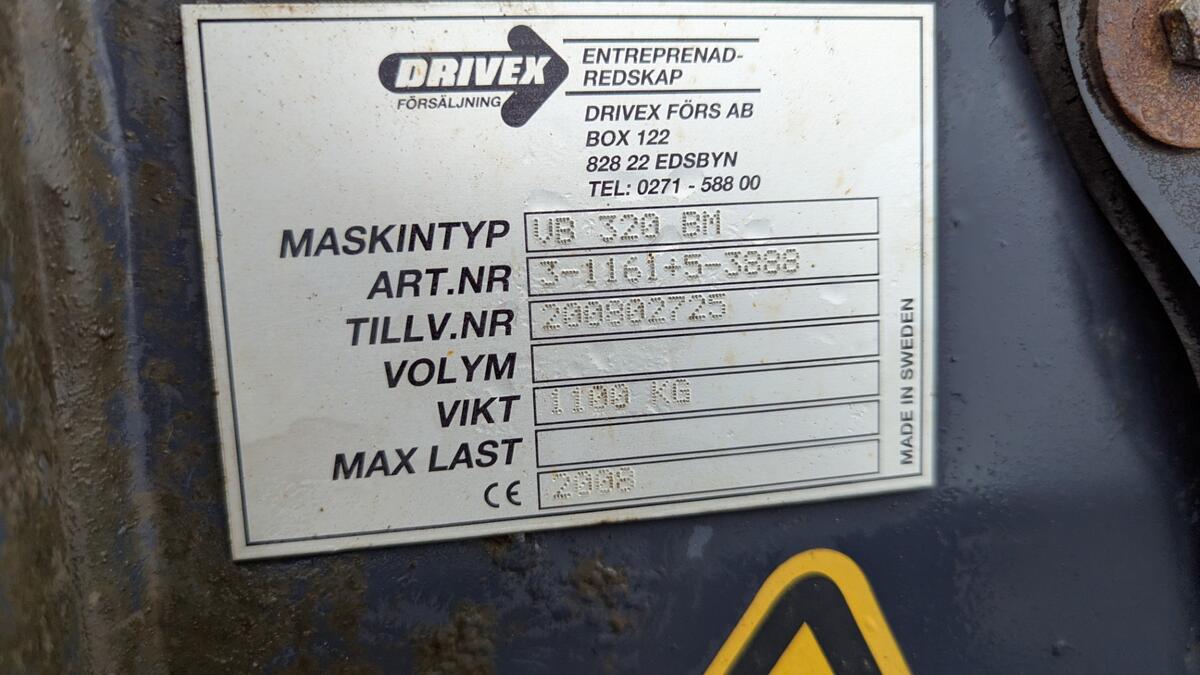 DRIVEX
FÖRSÄLJNING
ENTREPRENAD-
REDSKAP
DRIVEX FÖRS AB
BOX 122
828 22 EDSBYN
TEL: 0271 - 588 00
MASKINTYP VB 320 BM
ART.NR 3-1161+5-3888
TILLV.NR 200802725
VOLYM
VIKT 1100 KG
MAX LAST
CE 2008
MADE IN SWEDEN